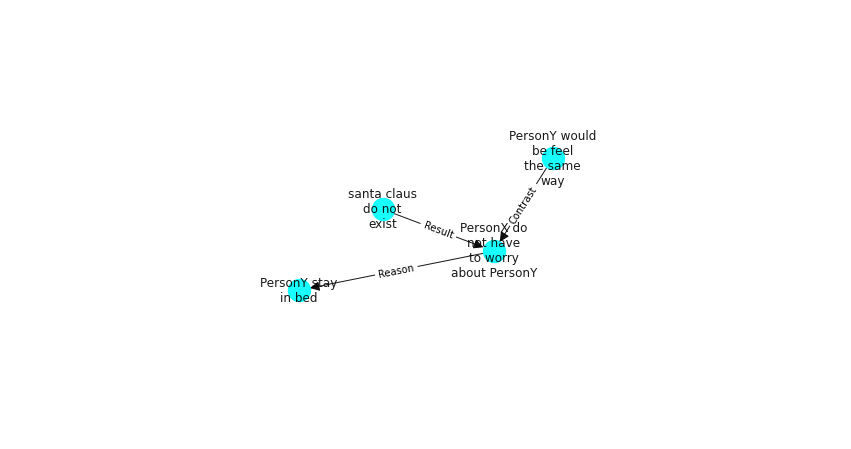 PersonY would
be feel
the same
way
Contrast
santa claus
do not
exist
Result
PersonX do
not have
to worry
about PersonY
Reason
PersonY stay
in bed